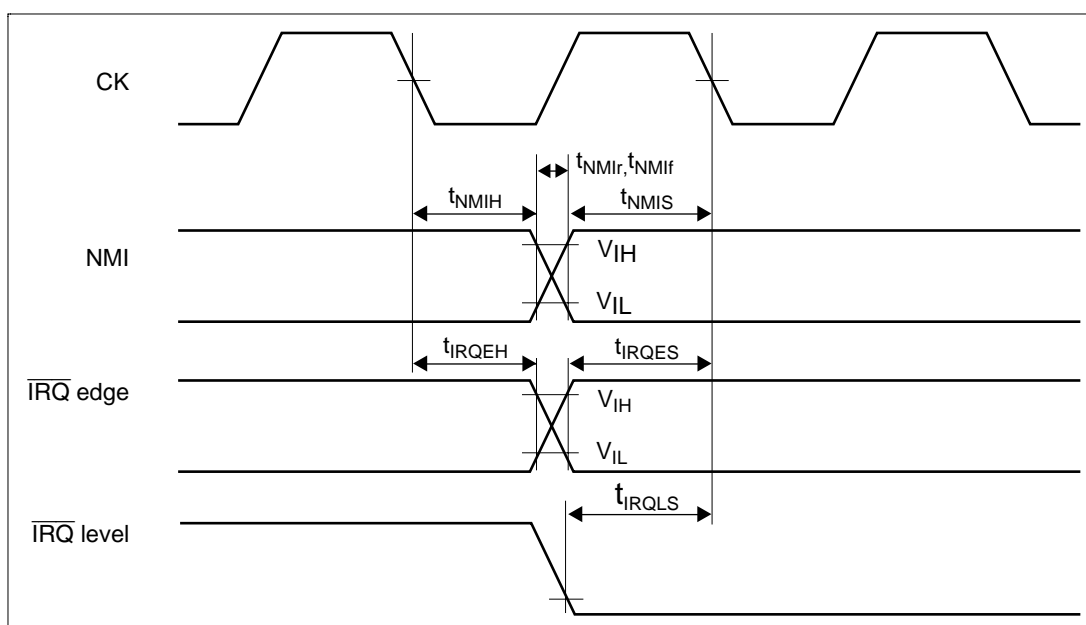 CK
tNMIr,tNMIf
tNMIH
tNMIS
NMI
VIH
VIL
tIRQEH
tIRQES
IRQ edge
VIH
VIL
tIRQLS
IRQ level